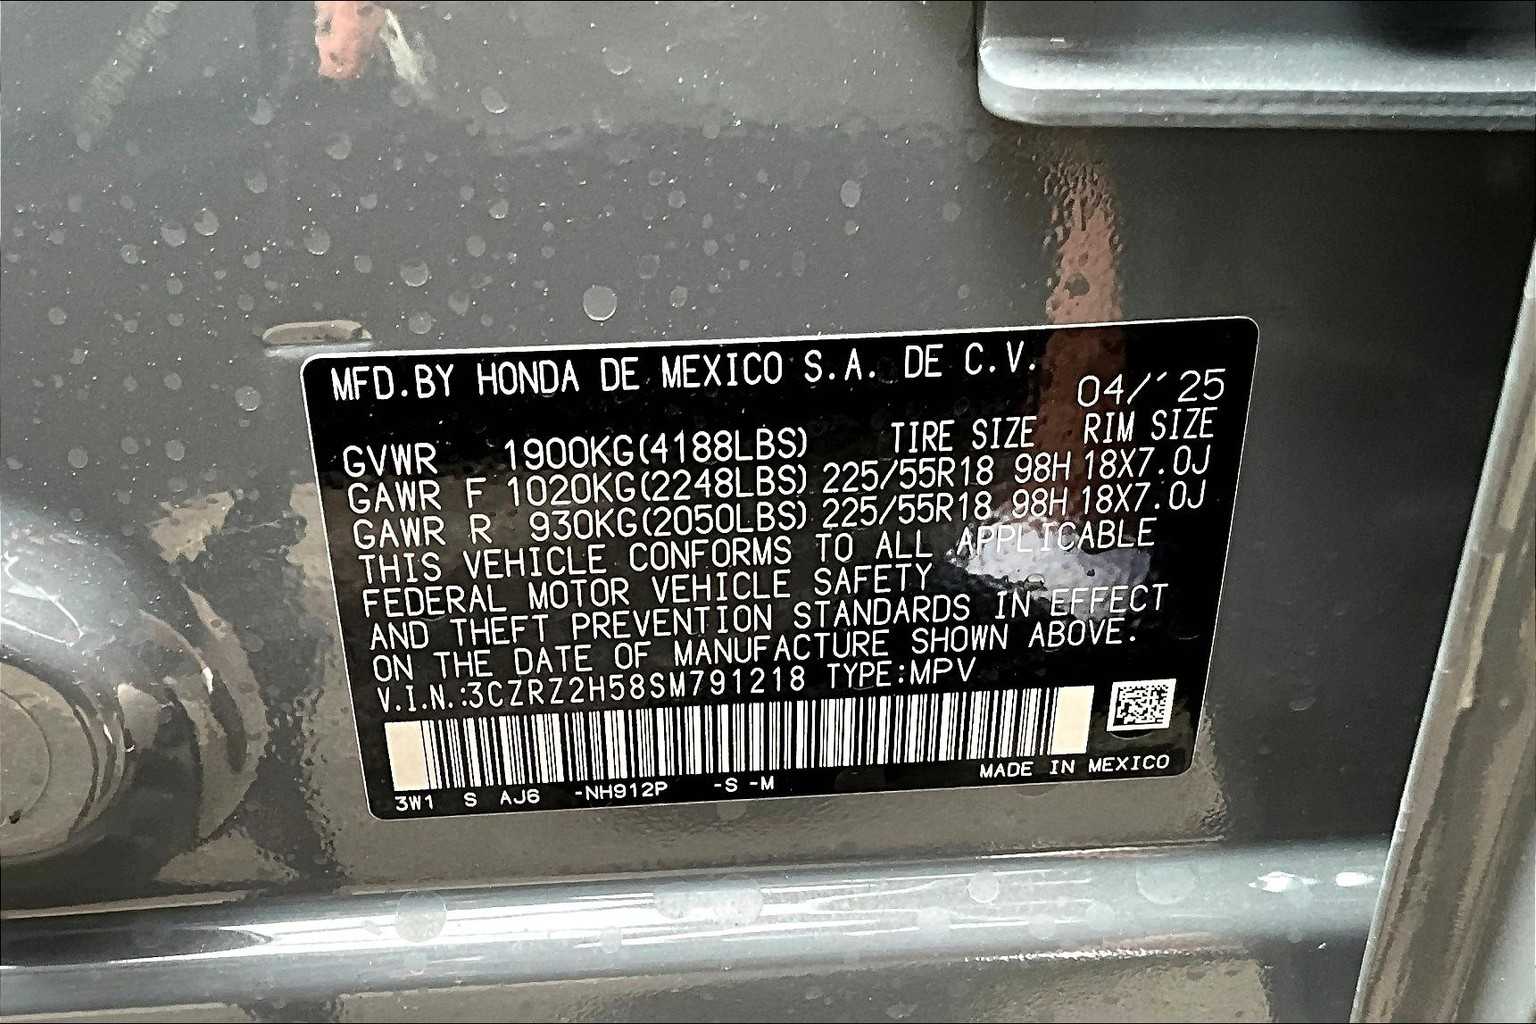 MFD.BY HONDA DE MEXICO S.A. DE C.V.
04/'25
GVWR 1900KG(4188LBS) TIRE SIZE RIM SIZE
GAWR F 1020KG(2248LBS) 225/55R18 98H 18X7.0J
GAWR R 930KG(2050LBS) 225/55R18 98H 18X7.0J
THIS VEHICLE CONFORMS TO ALL APPLICABLE
FEDERAL MOTOR VEHICLE SAFETY
AND THEFT PREVENTION STANDARDS IN EFFECT
ON THE DATE OF MANUFACTURE SHOWN ABOVE.
V.I.N.:3CZRZ2H58SM791218 TYPE:MPV
MADE IN MEXICO
3W1 S AJ6 -NH912P -S -M